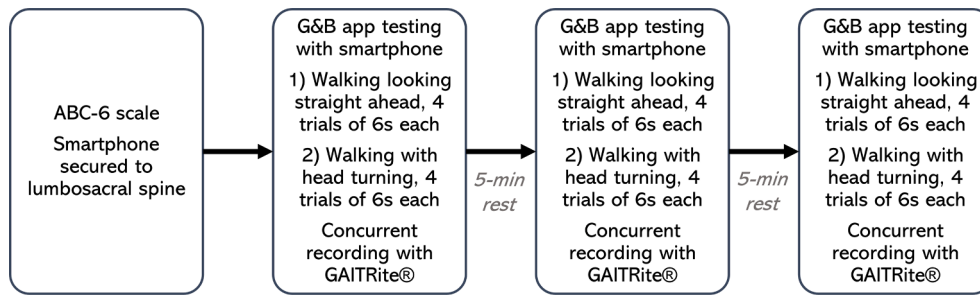 ABC-6 scale
Smartphone
secured to
lumbosacral spine
G&B app testing
with smartphone
1) Walking looking
straight ahead, 4
trials of 6s each
2) Walking with
head turning, 4
trials of 6s each
Concurrent
recording with
GAITRite®
5-min
rest
G&B app testing
with smartphone
1) Walking looking
straight ahead, 4
trials of 6s each
2) Walking with
head turning, 4
trials of 6s each
Concurrent
recording with
GAITRite®
5-min
rest
G&B app testing
with smartphone
1) Walking looking
straight ahead, 4
trials of 6s each
2) Walking with
head turning, 4
trials of 6s each
Concurrent
recording with
GAITRite®